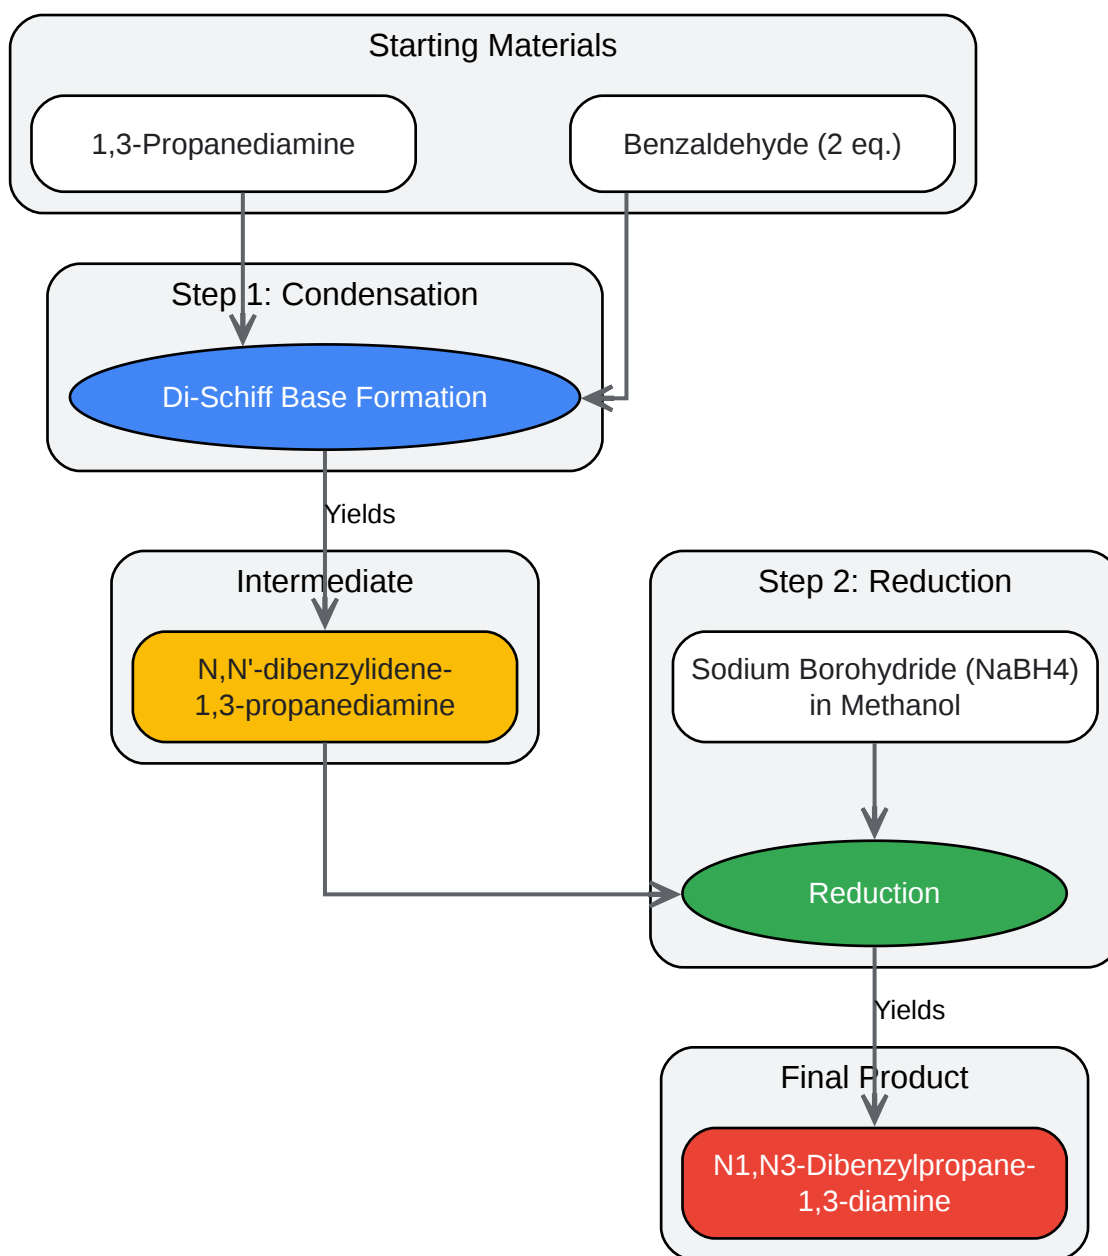 Starting Materials
1,3-Propanediamine
Benzaldehyde (2 eq.)
Step 1: Condensation
Di-Schiff Base Formation
Yields
Intermediate
N,N'-dibenzylidene-
1,3-propanediamine
Step 2: Reduction
Sodium Borohydride (NaBH4)
in Methanol
Reduction
Yields
Final Product
N1,N3-Dibenzylpropane-
1,3-diamine